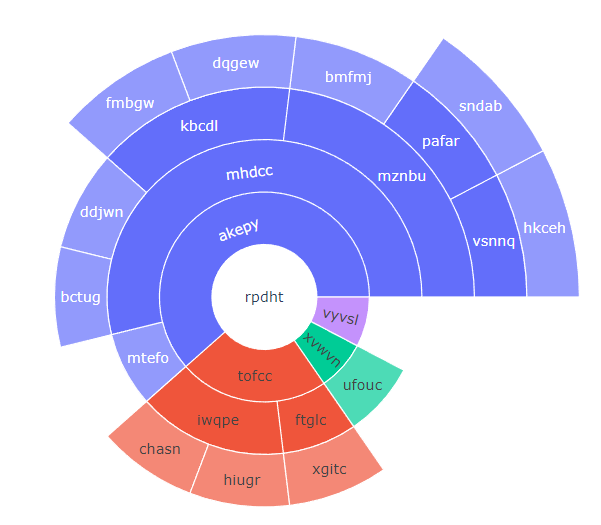 dqgew
bmfmj
fmbgw
sndab
kbcdl
pafar
mhdcc
mznbu
ddjwn
akepy
hkceh
vsnnq
bctug
rpdht
vyvsl
xvwvn
mtefo
tofcc
ufouc
iwqpe
ftglc
chasn
xgitc
hiugr